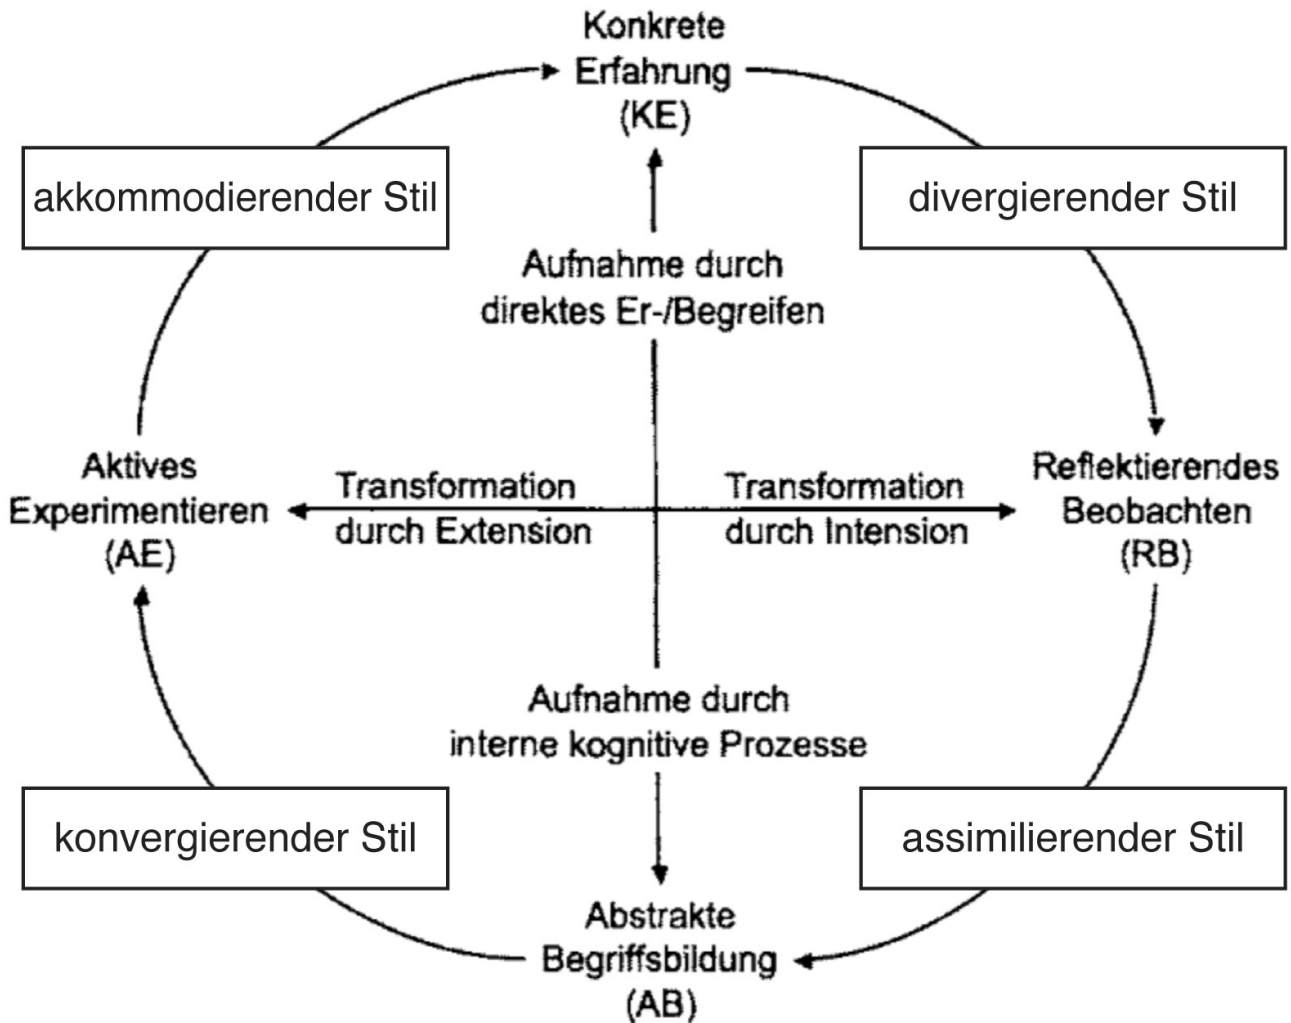 Konkrete
Erfahrung
(KE)
akkommodierender Stil
divergierender Stil
Aufnahme durch
direktes Er-/Begreifen
Aktives
Experimentieren
(AE)
Transformation
durch Extension
Transformation
durch Intension
Reflektierendes
Beobachten
(RB)
Aufnahme durch
interne kognitive Prozesse
konvergierender Stil
assimilierender Stil
Abstrakte
Begriffsbildung
(AB)